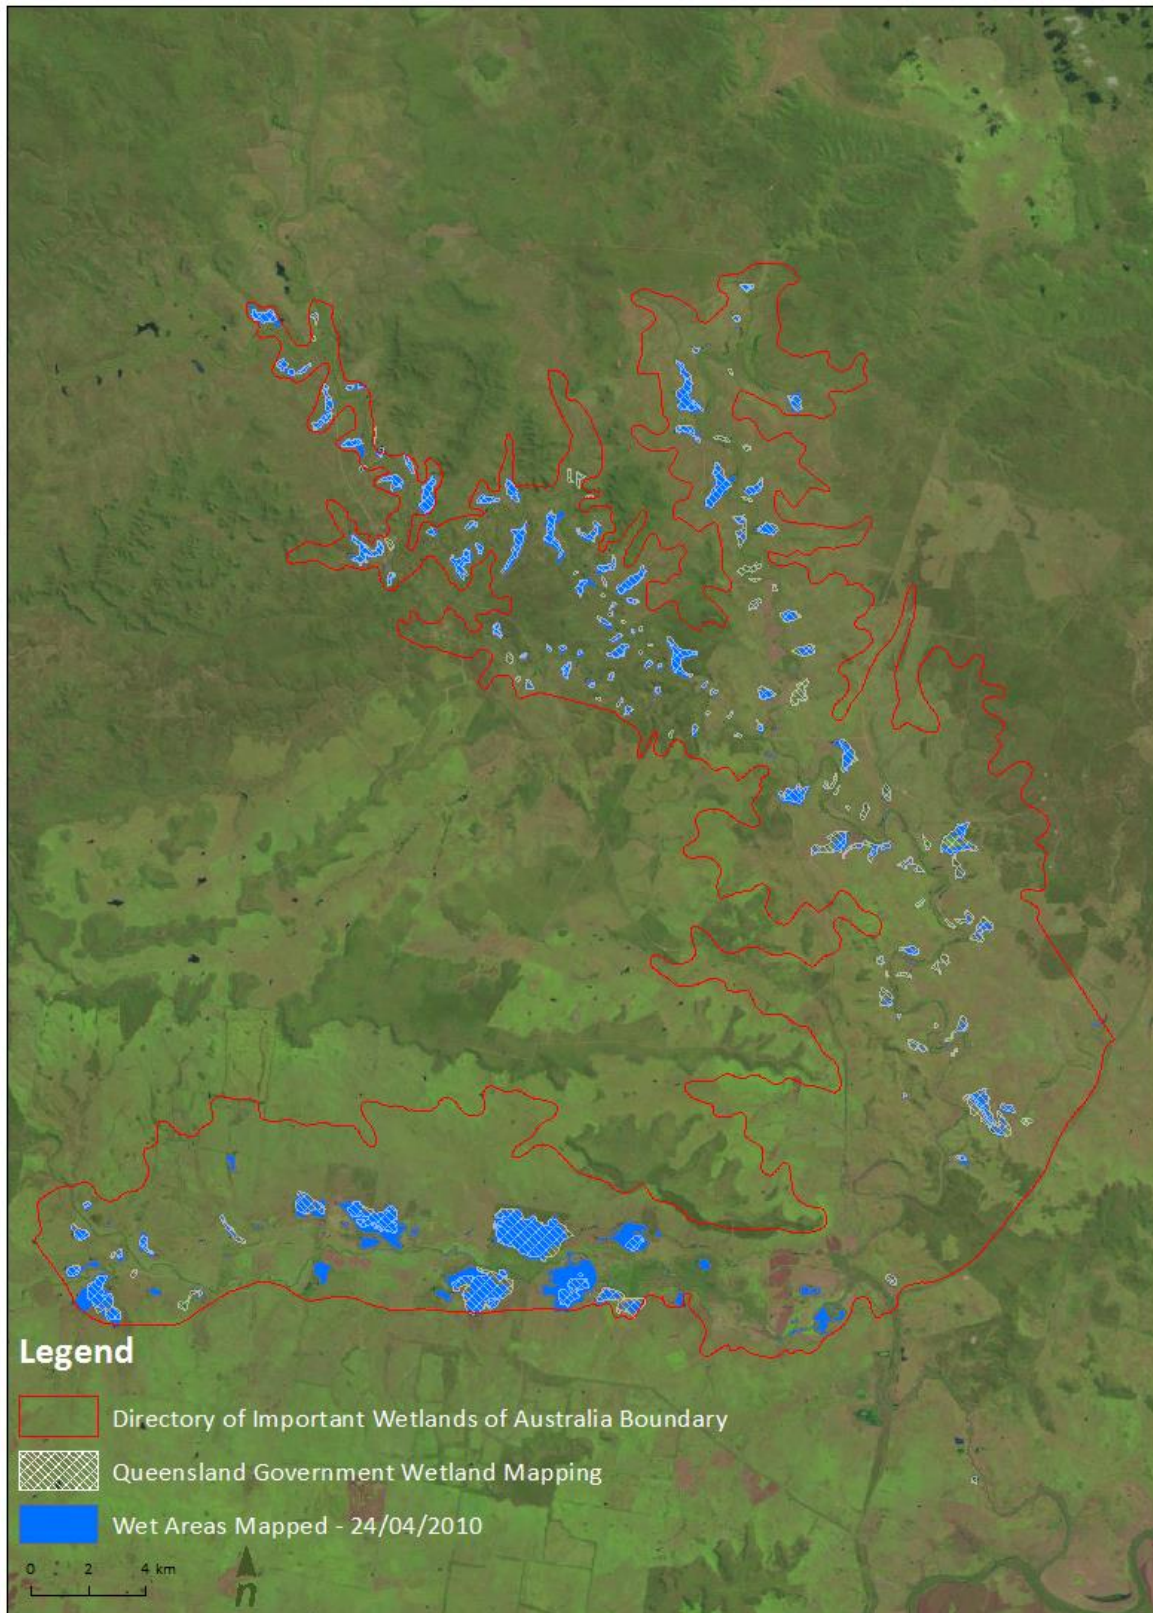 Legend
Directory of Important Wetlands of Australia Boundary
Queensland Government Wetland Mapping
Wet Areas Mapped - 24/04/2010
0 2 4 km
n